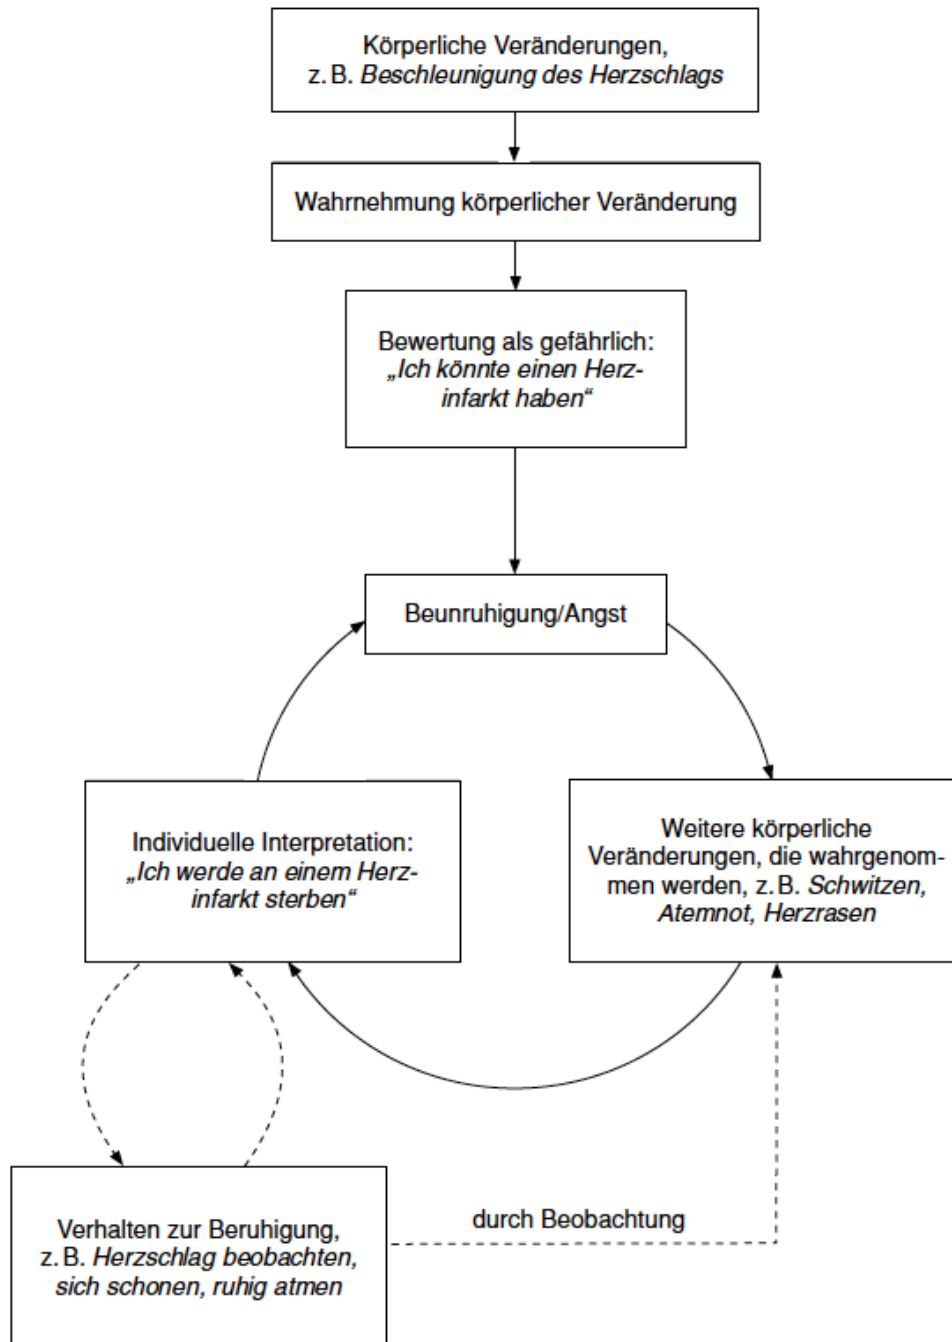 Körperliche Veränderungen,
z. B. Beschleunigung des Herzschlags
Wahrnehmung körperlicher Veränderung
Bewertung als gefährlich:
„Ich könnte einen Herz-
infarkt haben“
Beunruhigung/Angst
Individuelle Interpretation:
„Ich werde an einem Herz-
infarkt sterben“
Weitere körperliche
Veränderungen, die wahrgenom-
men werden, z. B. Schwitzen,
Atemnot, Herzrasen
Verhalten zur Beruhigung,
z. B. Herzschlag beobachten,
sich schonen, ruhig atmen
durch Beobachtung